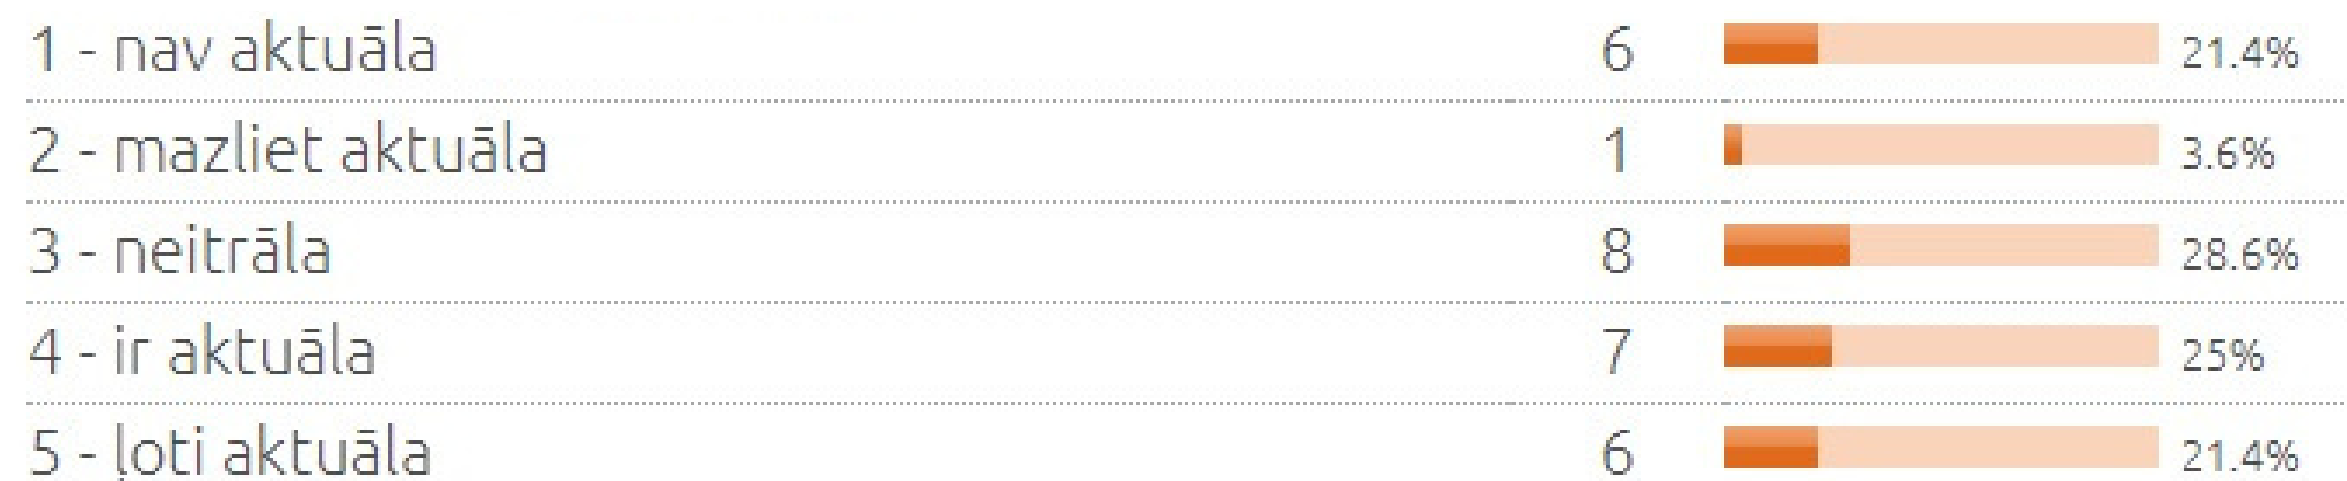 1 - nav aktuāla 6 21.4%
2 - mazliet aktuāla 1 3.6%
3 - neitrāla 8 28.6%
4 - ir aktuāla 7 25%
5 - ļoti aktuāla 6 21.4%